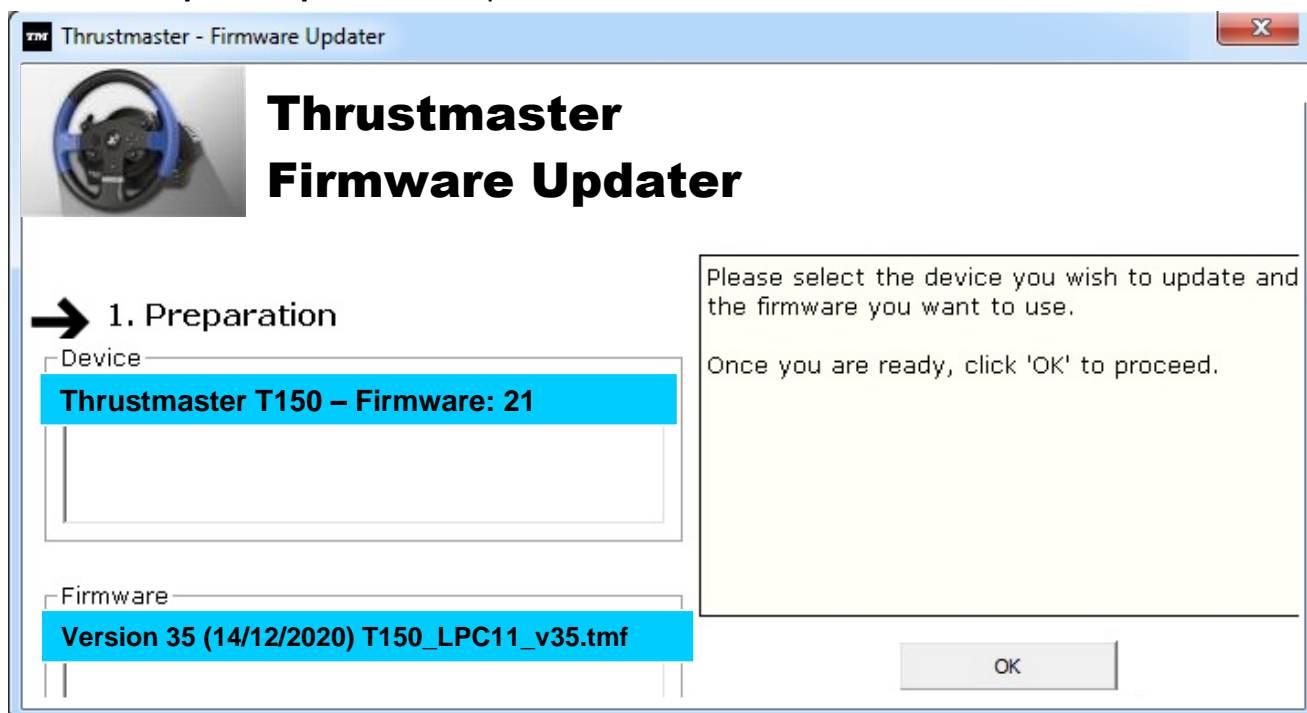 Thrustmaster - Firmware Updater
Thrustmaster
Firmware Updater
1. Preparation
Device
Thrustmaster T150 – Firmware: 21
Firmware
Version 35 (14/12/2020) T150_LPC11_v35.tmf
Please select the device you wish to update and
the firmware you want to use.
Once you are ready, click 'OK' to proceed.
OK